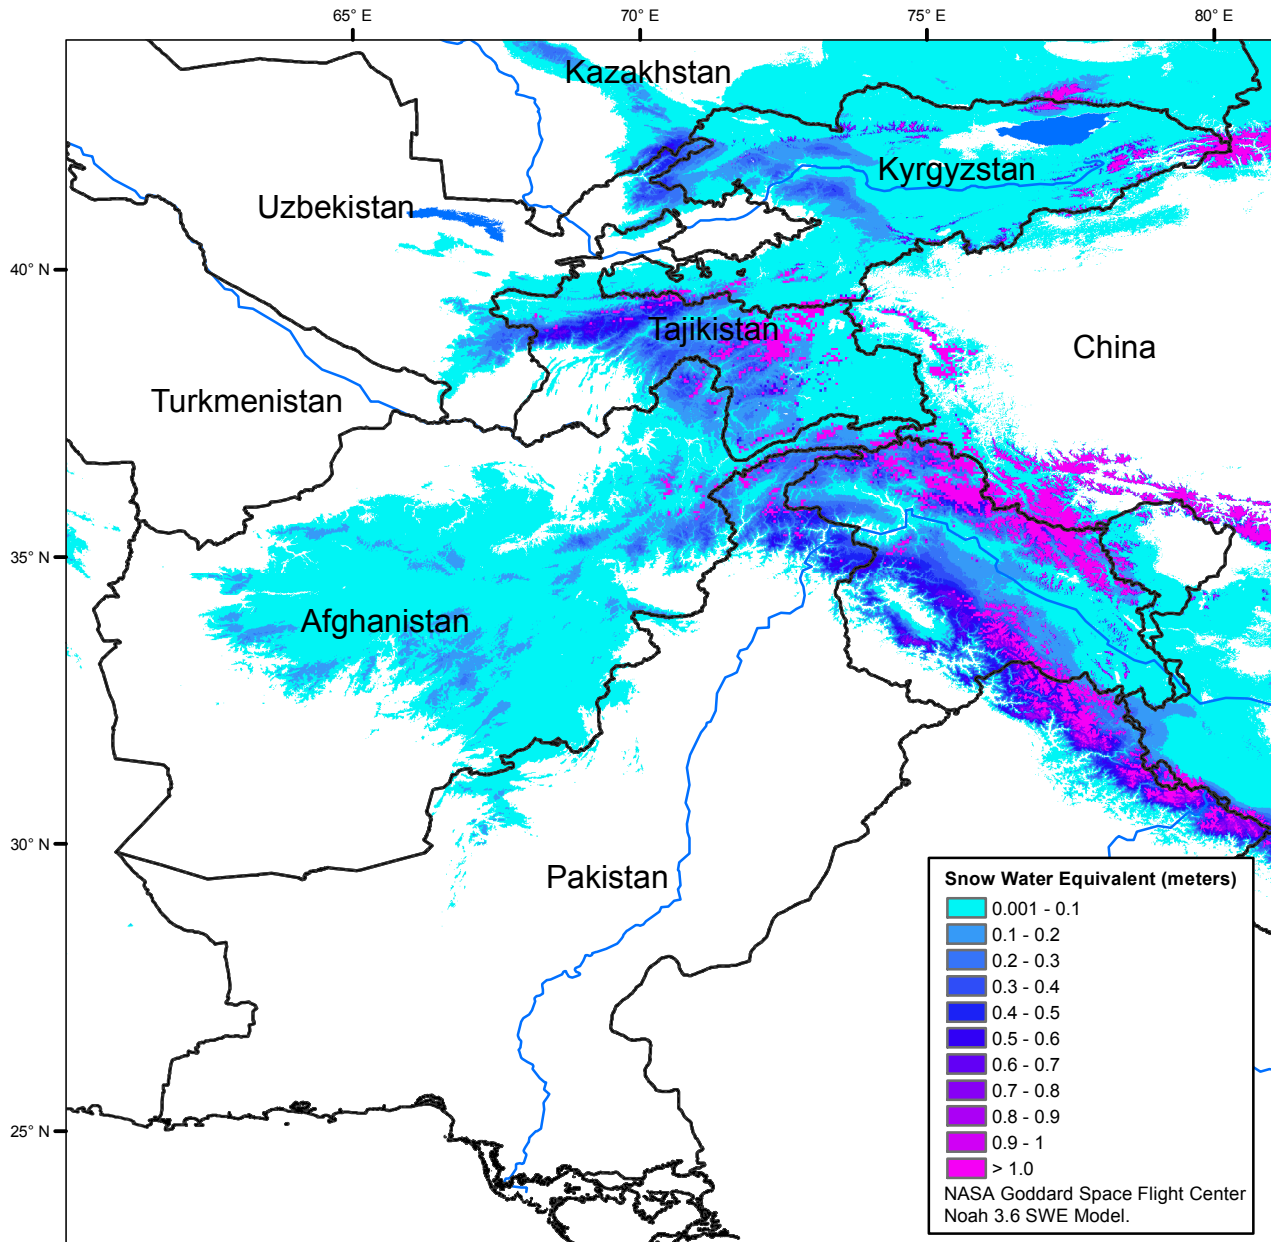 65° E
70° E
75° E
80° E
Kazakhstan
Kyrgyzstan
Uzbekistan
40° N
Tajikistan
China
Turkmenistan
35° N
Afghanistan
30° N
Pakistan
25° N
Snow Water Equivalent (meters)
0.001 - 0.1
0.1 - 0.2
0.2 - 0.3
0.3 - 0.4
0.4 - 0.5
0.5 - 0.6
0.6 - 0.7
0.7 - 0.8
0.8 - 0.9
0.9 - 1
> 1.0
NASA Goddard Space Flight Center
Noah 3.6 SWE Model.